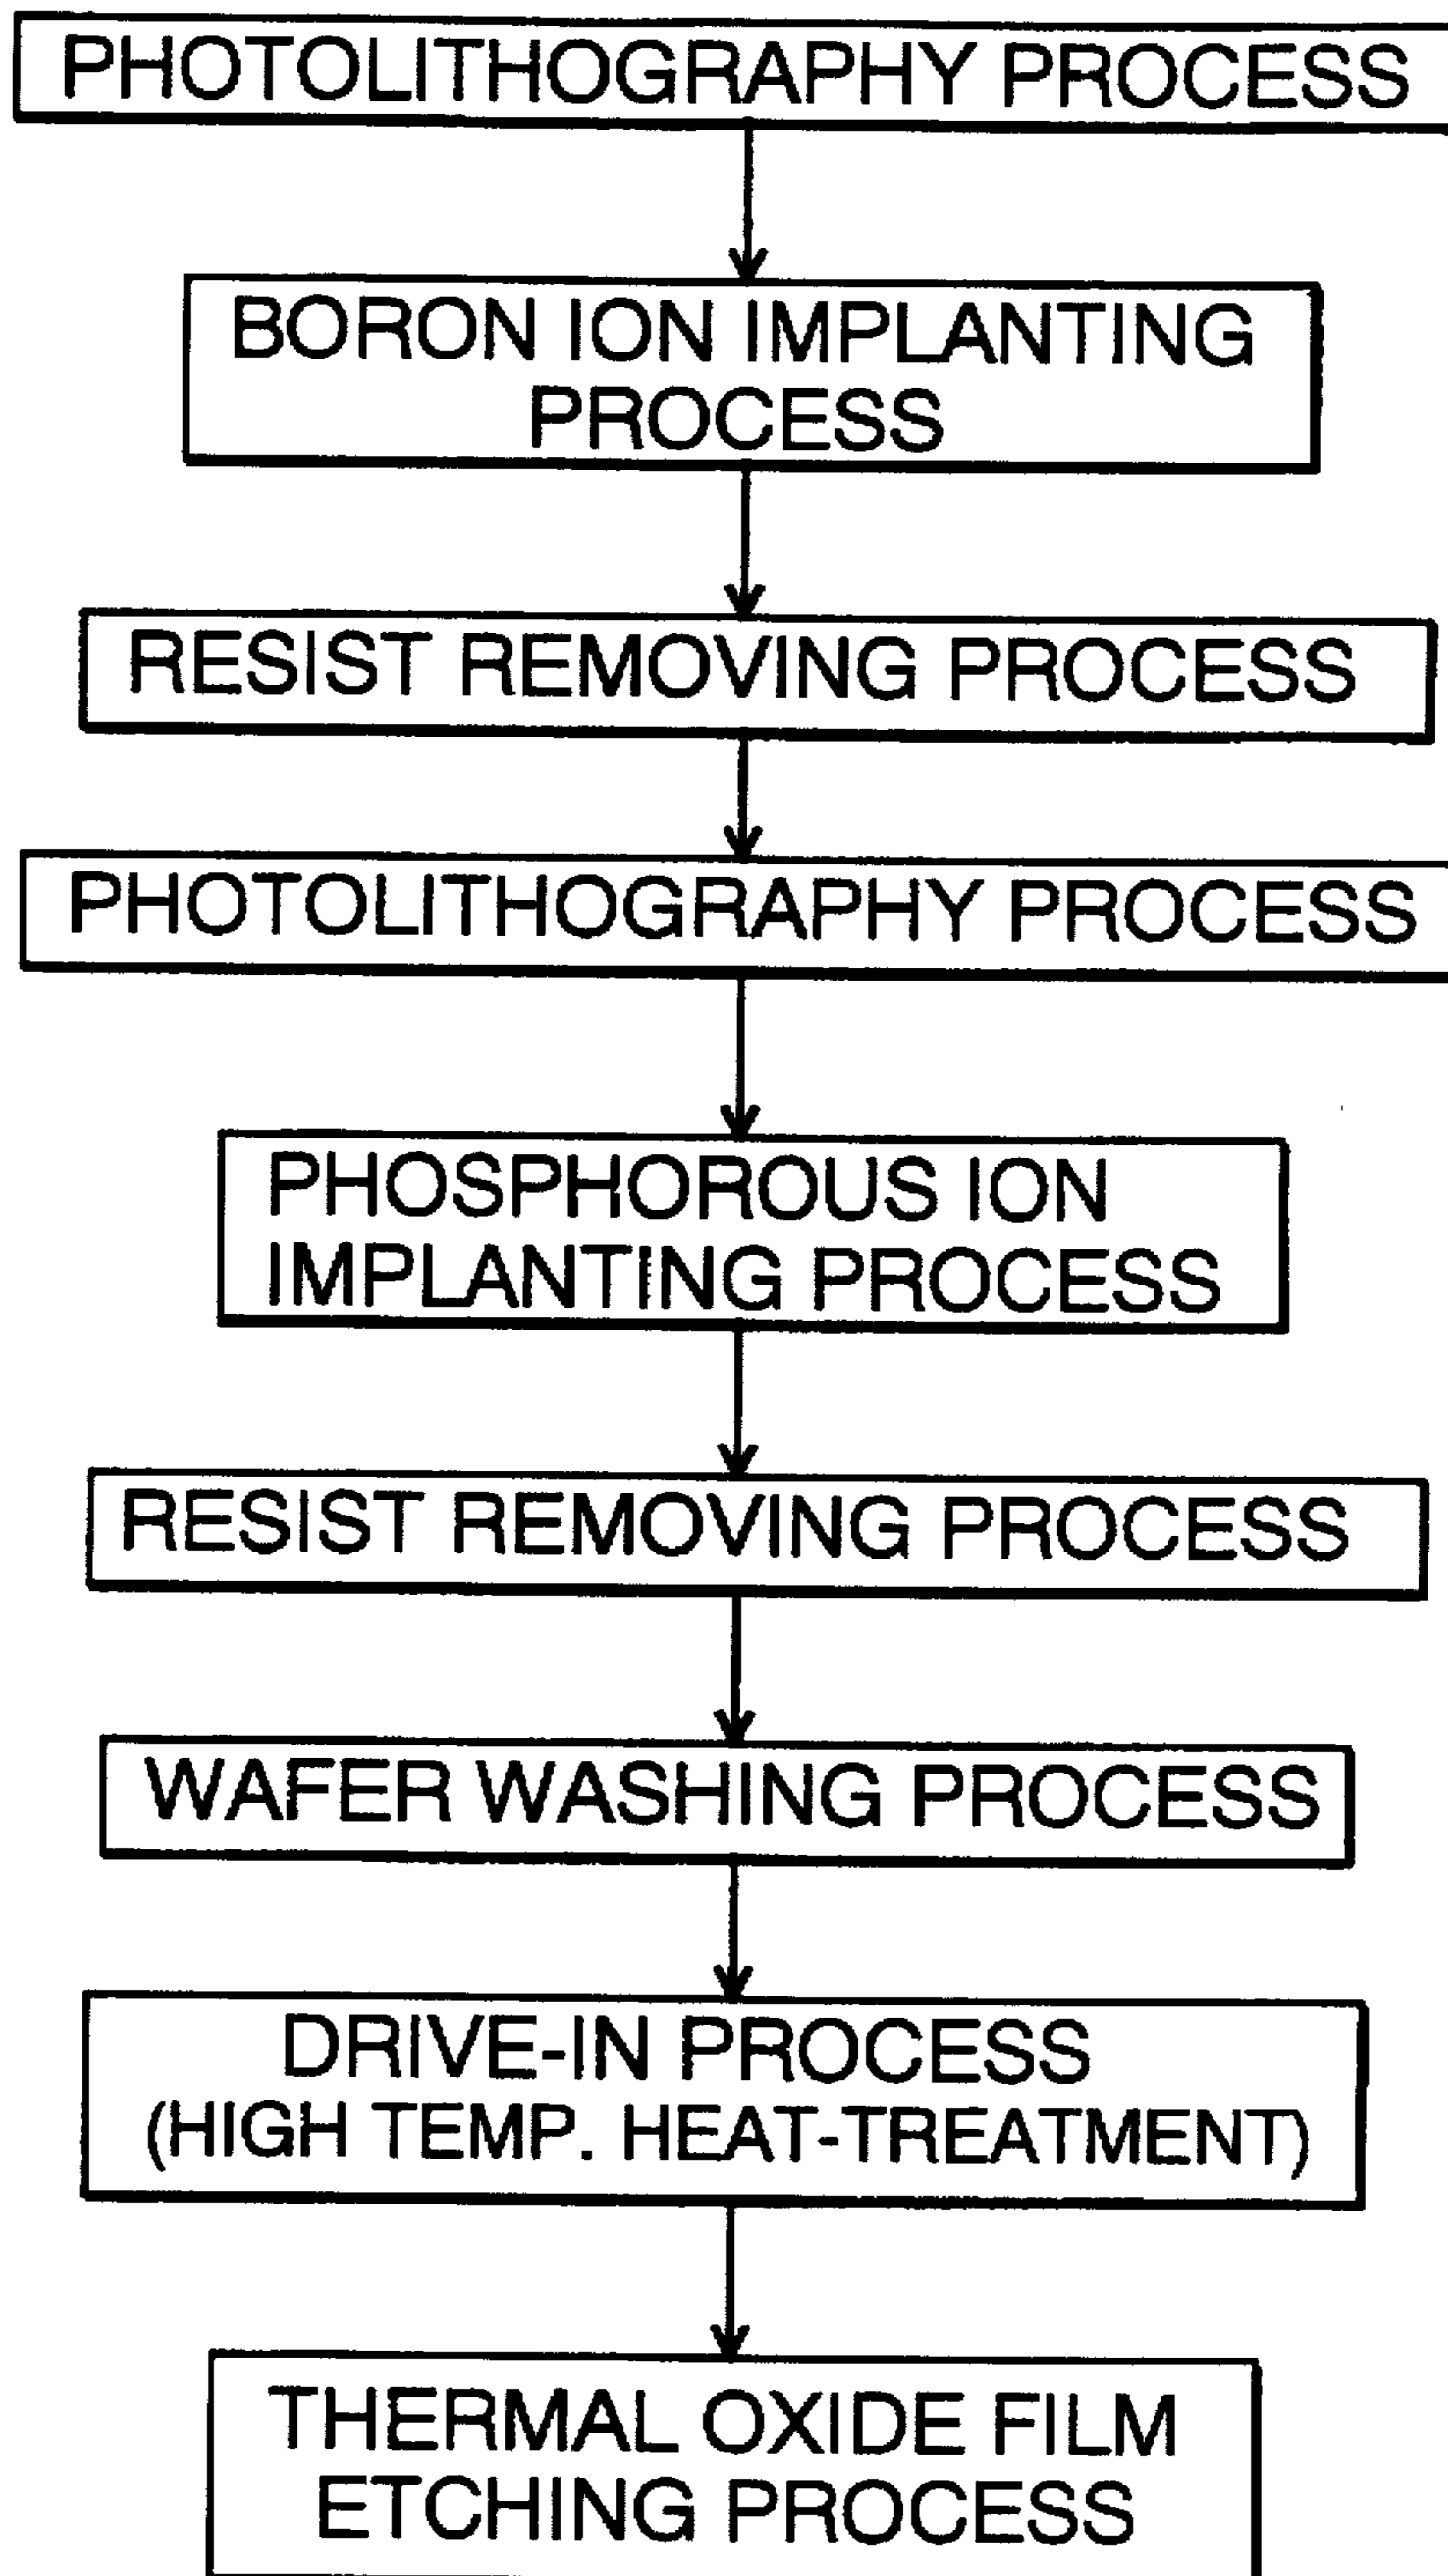 PHOTOLITHOGRAPHY PROCESS
BORON ION IMPLANTING
PROCESS
RESIST REMOVING PROCESS
PHOTOLITHOGRAPHY PROCESS
PHOSPHOROUS ION
IMPLANTING PROCESS
RESIST REMOVING PROCESS
WAFER WASHING PROCESS
DRIVE-IN PROCESS
(HIGH TEMP. HEAT-TREATMENT)
THERMAL OXIDE FILM
ETCHING PROCESS